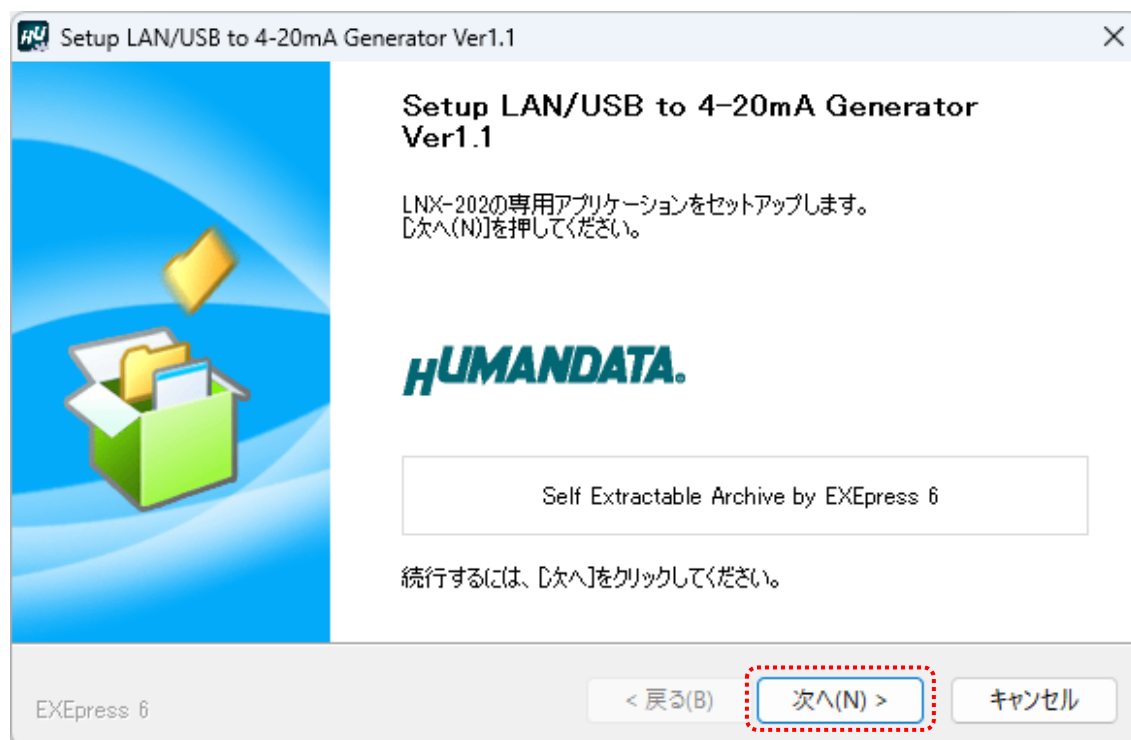 Setup LAN/USB to 4-20mA Generator Ver1.1
Setup LAN/USB to 4-20mA Generator
Ver1.1
LNX-202の専用アプリケーションをセットアップします。
[次へ(N)]を押してください。
HUMANDATA.
Self Extractable Archive by EXEpress 6
続行するには、[次へ]をクリックしてください。
EXEpress 6
< 戻る(B)
次へ(N) >
キャンセル